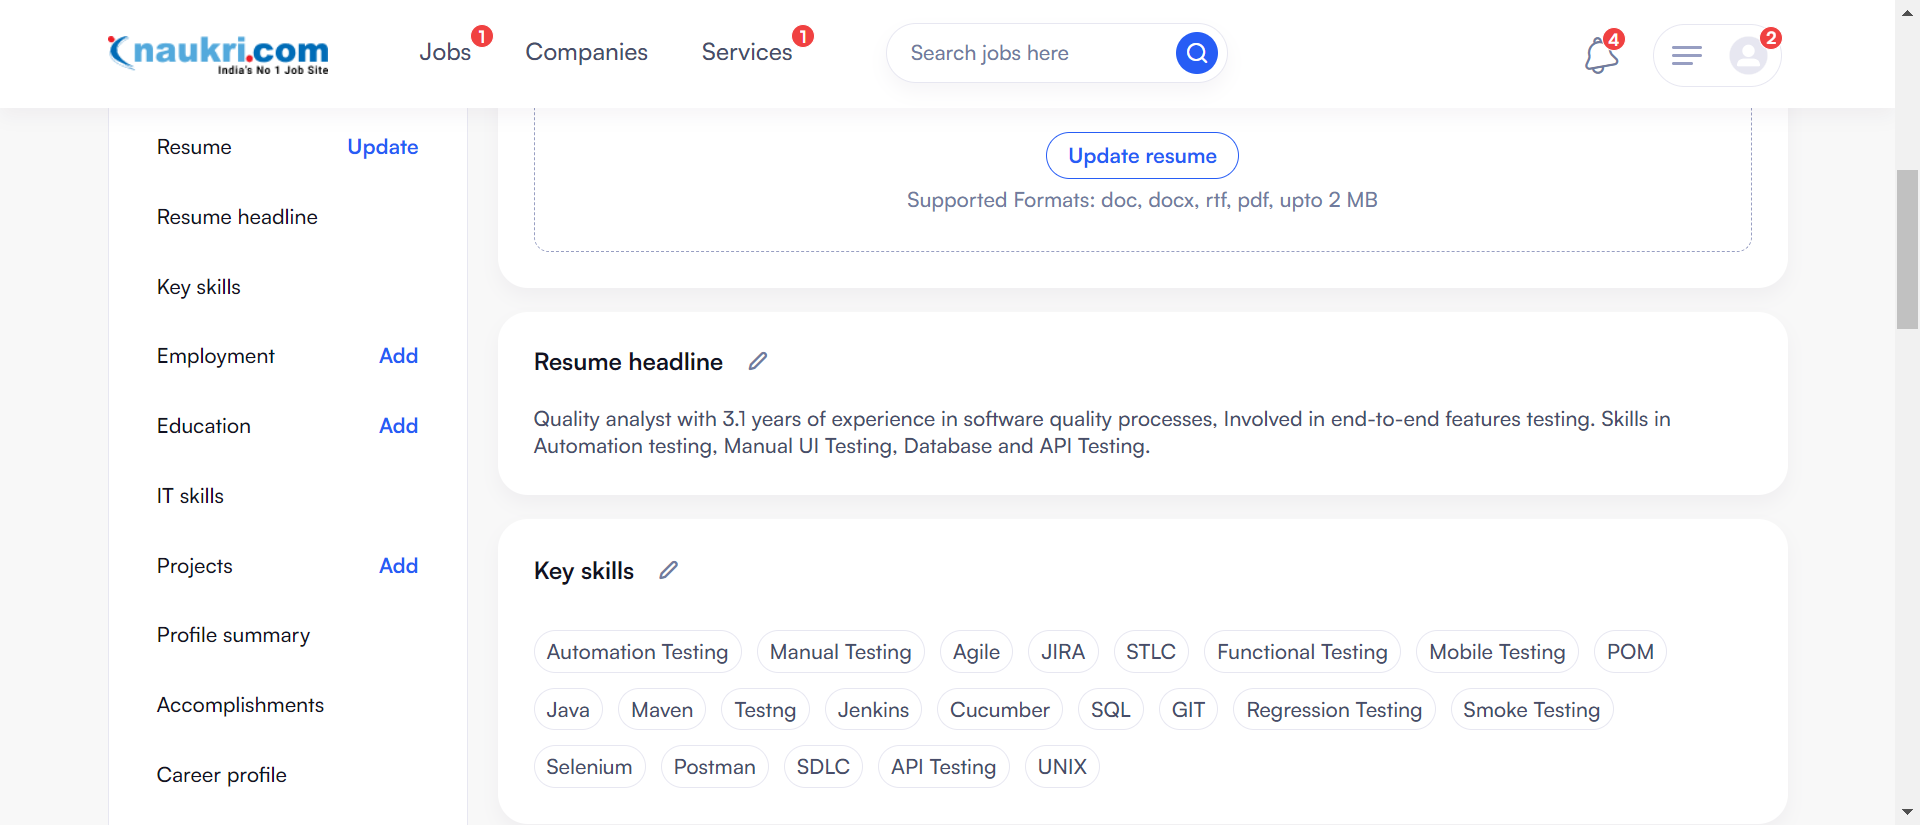 naukri.com
India's No 1 Job Site
Jobs 1
Companies
Services 1
Search jobs here
4
2
Resume Update
Resume headline
Key skills
Employment Add
Education Add
IT skills
Projects Add
Profile summary
Accomplishments
Career profile
Update resume
Supported Formats: doc, docx, rtf, pdf, upto 2 MB
Resume headline
Quality analyst with 3.1 years of experience in software quality processes, Involved in end-to-end features testing. Skills in
Automation testing, Manual UI Testing, Database and API Testing.
Key skills
Automation Testing Manual Testing Agile JIRA STLC Functional Testing Mobile Testing POM
Java Maven Testng Jenkins Cucumber SQL GIT Regression Testing Smoke Testing
Selenium Postman SDLC API Testing UNIX